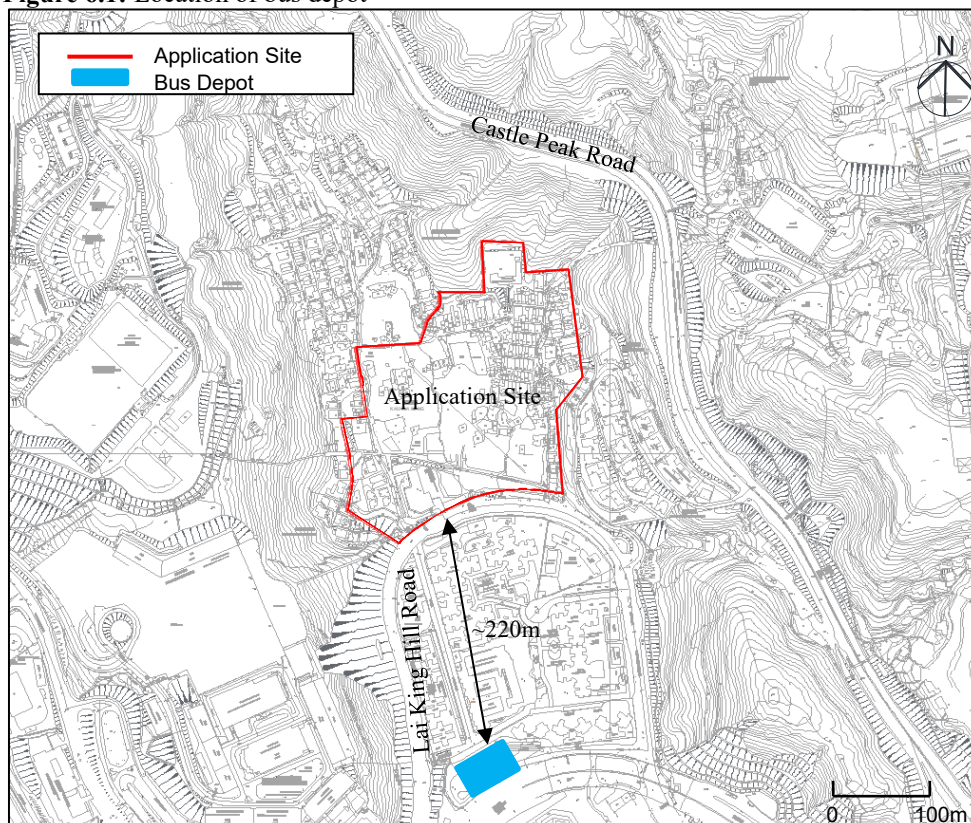 Figure 6.1: Location of bus depot
Application Site
Bus Depot
N
Castle Peak Road
Application Site
~220m
Lai King Hill Road
0 100m